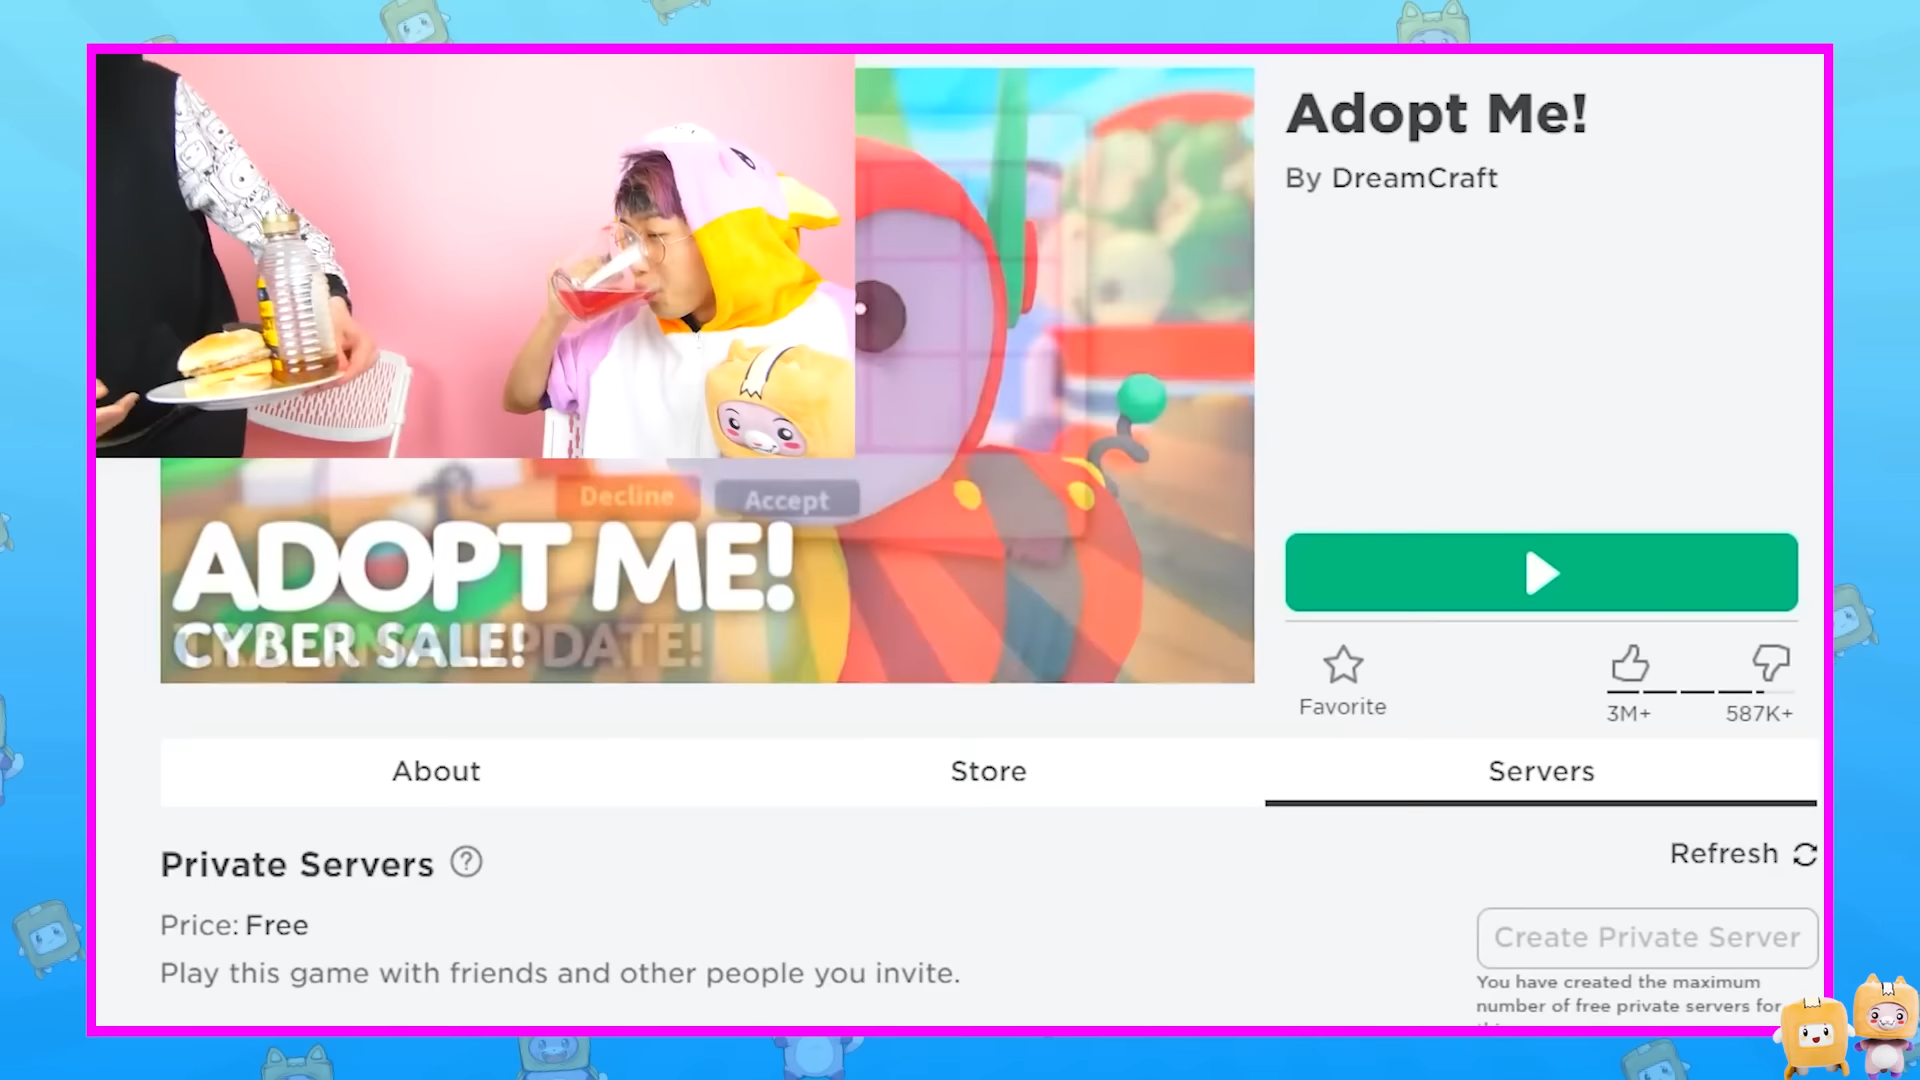 Adopt Me!
By DreamCraft
Decline
Accept
ADOPT ME!
CYBER SALE!
Favorite
3M+
587K+
About
Store
Servers
Private Servers
Refresh
Price: Free
Create Private Server
Play this game with friends and other people you invite.
You have created the maximum
number of free private servers for